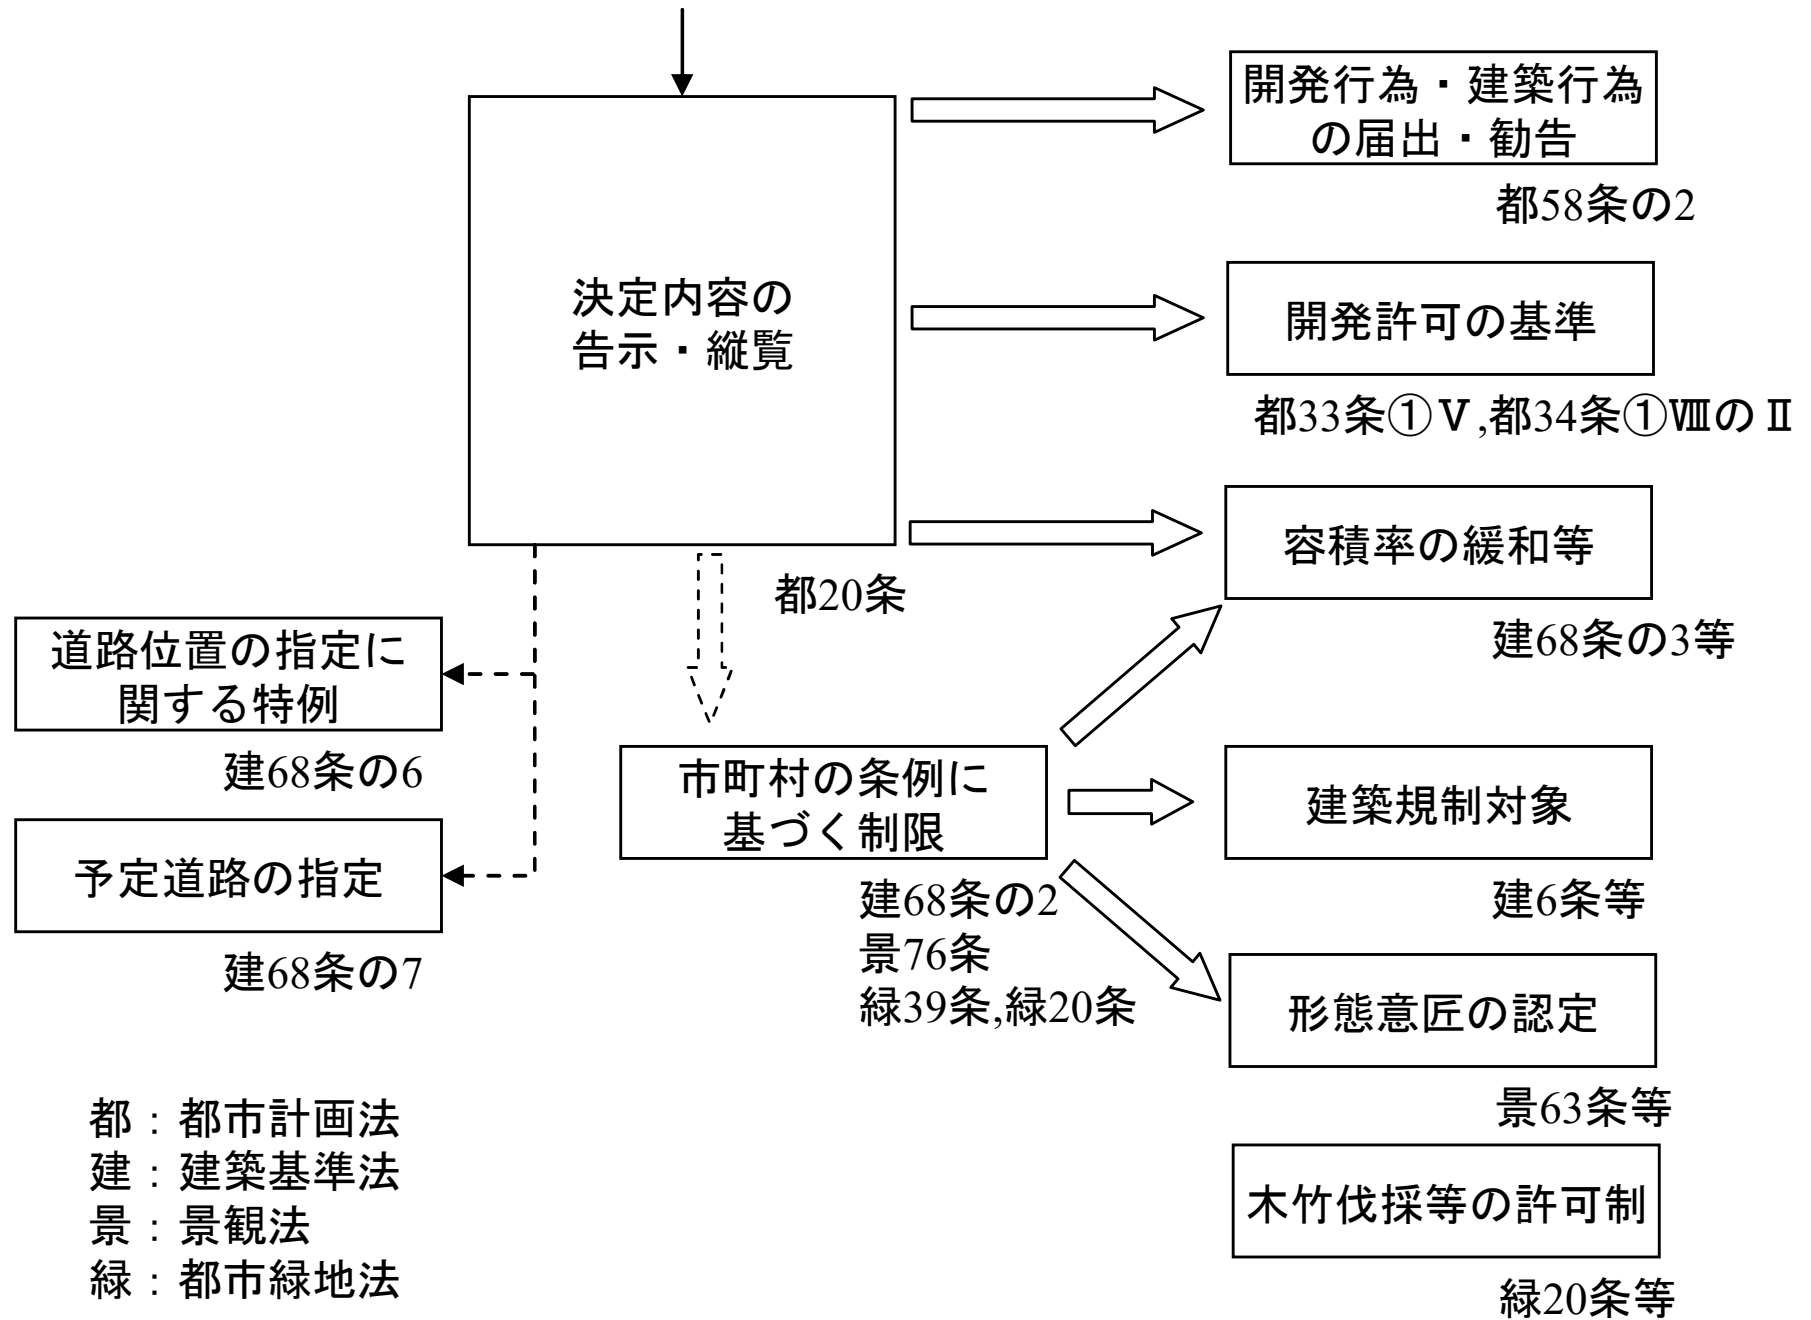 開発行為・建築行為
の届出・勧告
都58条の2
決定内容の
告示・縦覧
開発許可の基準
都33条①Ⅴ,都34条①ⅧのⅡ
容積率の緩和等
都20条
建68条の3等
道路位置の指定に
関する特例
建68条の6
市町村の条例に
基づく制限
建築規制対象
予定道路の指定
建68条の2
景76条
緑39条,緑20条
建6条等
建68条の7
形態意匠の認定
景63条等
都：都市計画法
建：建築基準法
景：景観法
緑：都市緑地法
木竹伐採等の許可制
緑20条等